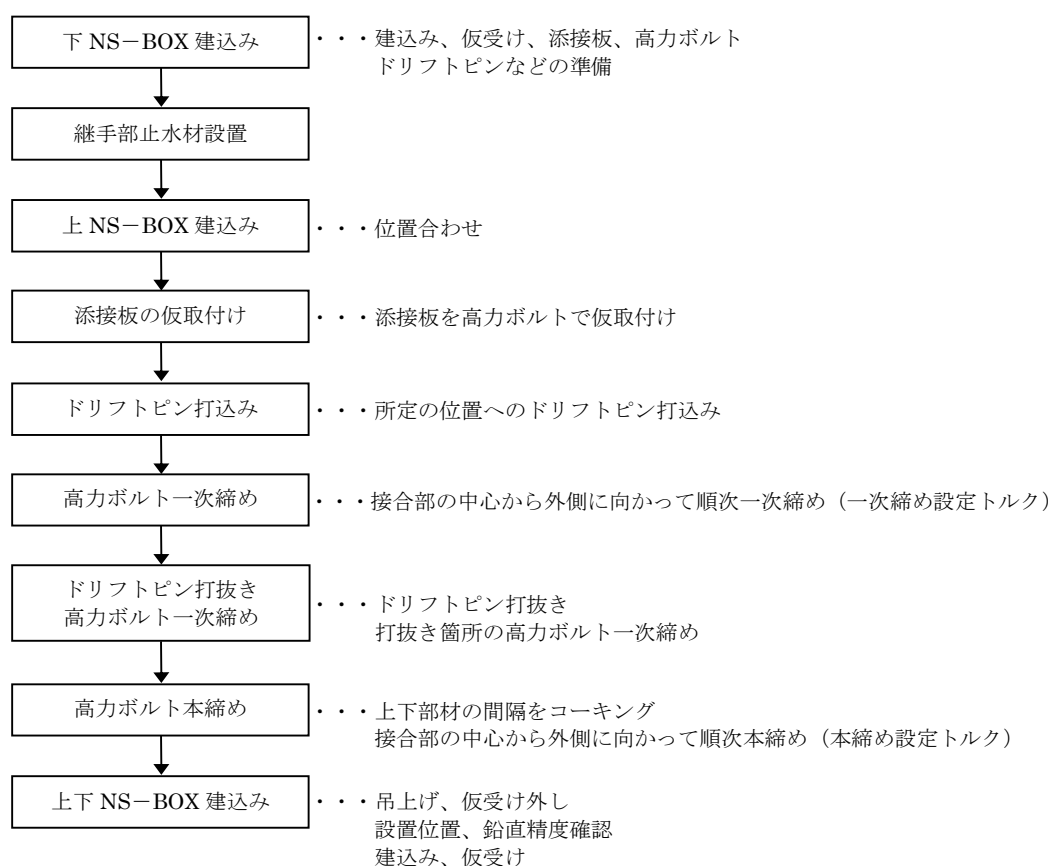 下 NS－BOX 建込み ・・・建込み、仮受け、添接板、高力ボルト
ドリフトピンなどの準備
継手部止水材設置
上 NS－BOX 建込み ・・・位置合わせ
添接板の仮取付け ・・・添接板を高力ボルトで仮取付け
ドリフトピン打込み ・・・所定の位置へのドリフトピン打込み
高力ボルト一次締め ・・・接合部の中心から外側に向かって順次一次締め（一次締め設定トルク）
ドリフトピン打抜き
高力ボルト一次締め
・・・ドリフトピン打抜き
打抜き箇所の高力ボルト一次締め
高力ボルト本締め ・・・上下部材の間隔をコーキング
接合部の中心から外側に向かって順次本締め（本締め設定トルク）
上下 NS－BOX 建込み ・・・吊上げ、仮受け外し
設置位置、鉛直精度確認
建込み、仮受け